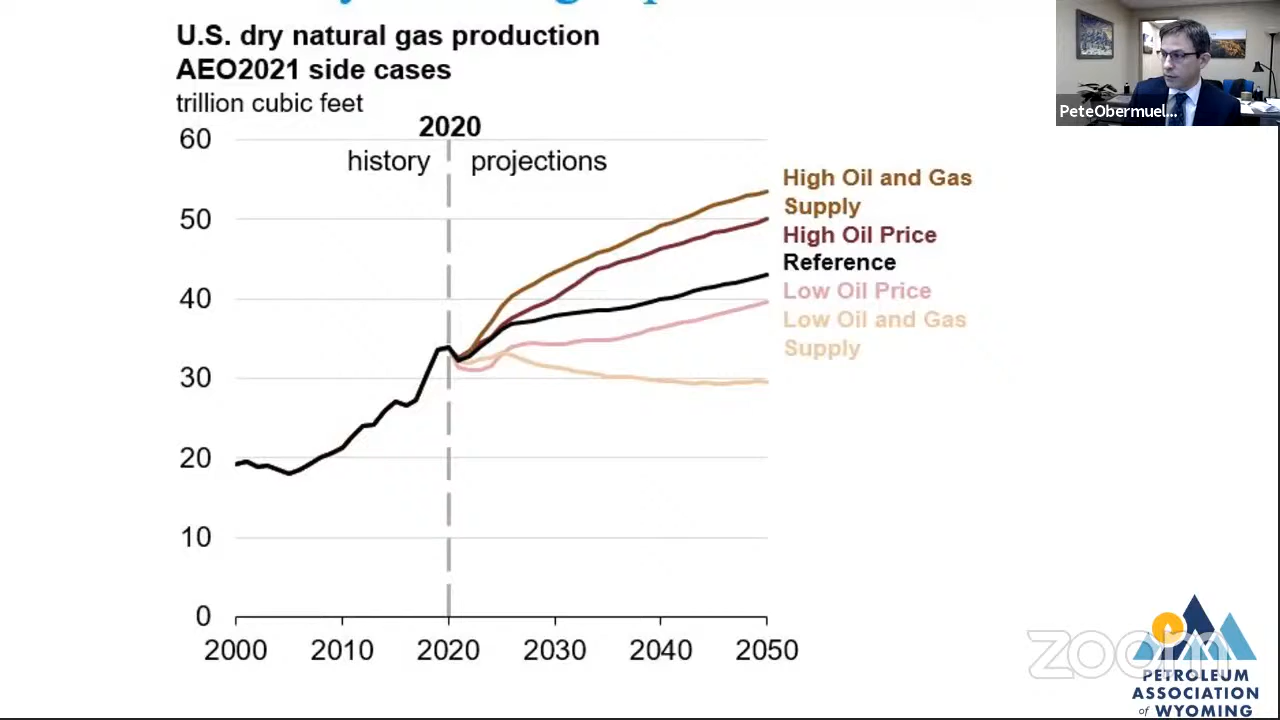 U.S. dry natural gas production
AEO2021 side cases
trillion cubic feet
2020
history
projections
60
50
40
30
20
10
0
2000
2010
2020
2030
2040
2050
High Oil and Gas
Supply
High Oil Price
Reference
Low Oil Price
Low Oil and Gas
Supply
PeteObermuel...
zoom
PETROLEUM
ASSOCIATION
of WYOMING